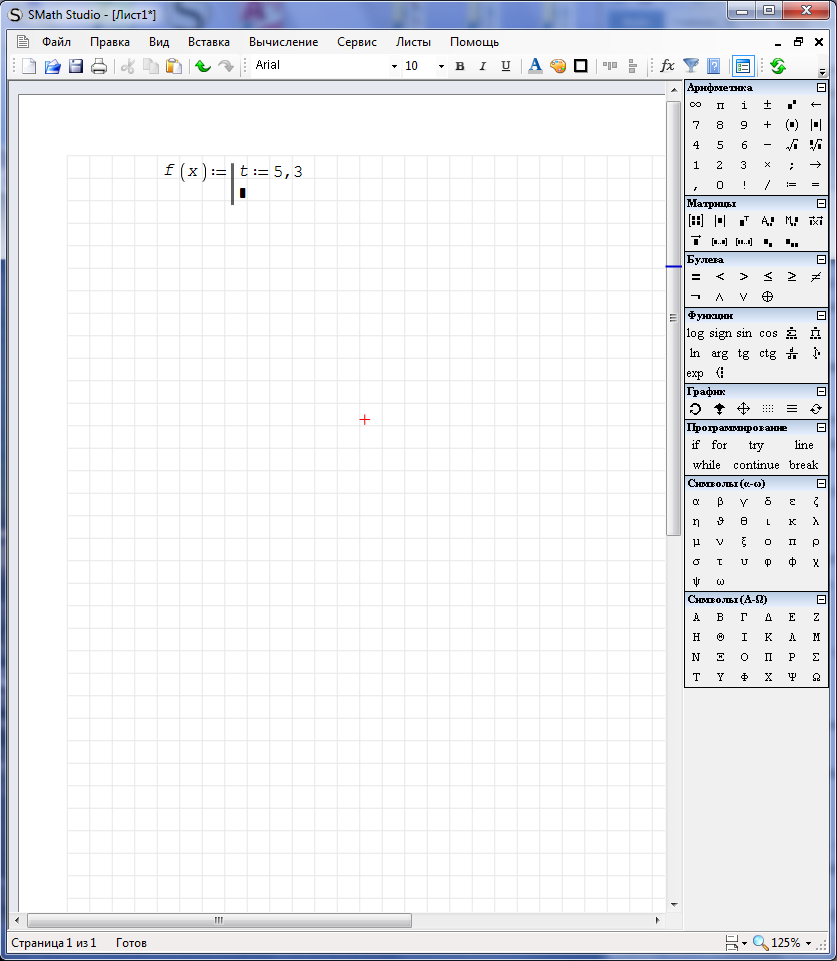 SMath Studio - [Лист1*]
Файл Правка Вид Вставка Вычисление Сервис Листы Помощь
Arial 10 B I U A fx
f(x):= t:= 5,3
Арифметика
∞ π i ± ←
7 8 9 + (▪) |▪|
4 5 6 − √
1 2 3 × ; →
, 0 ! / := =
Матрицы
Булева
= < > ≤ ≥ ≠
¬ ∧ ∨ ⊕
Функции
log sign sin cos
ln arg tg ctg
exp
График
Программирование
if for try line
while continue break
Символы (α-ω)
α β γ δ ε ζ
η ϑ θ ι κ λ
μ ν ξ ο π ρ
σ τ υ φ ϕ χ
ψ ω
Символы (Α-Ω)
Α Β Γ Δ Ε Ζ
Η Θ Ι Κ Λ Μ
Ν Ξ Ο Π Ρ Σ
Τ Υ Φ Χ Ψ Ω
Страница 1 из 1 Готов 125%